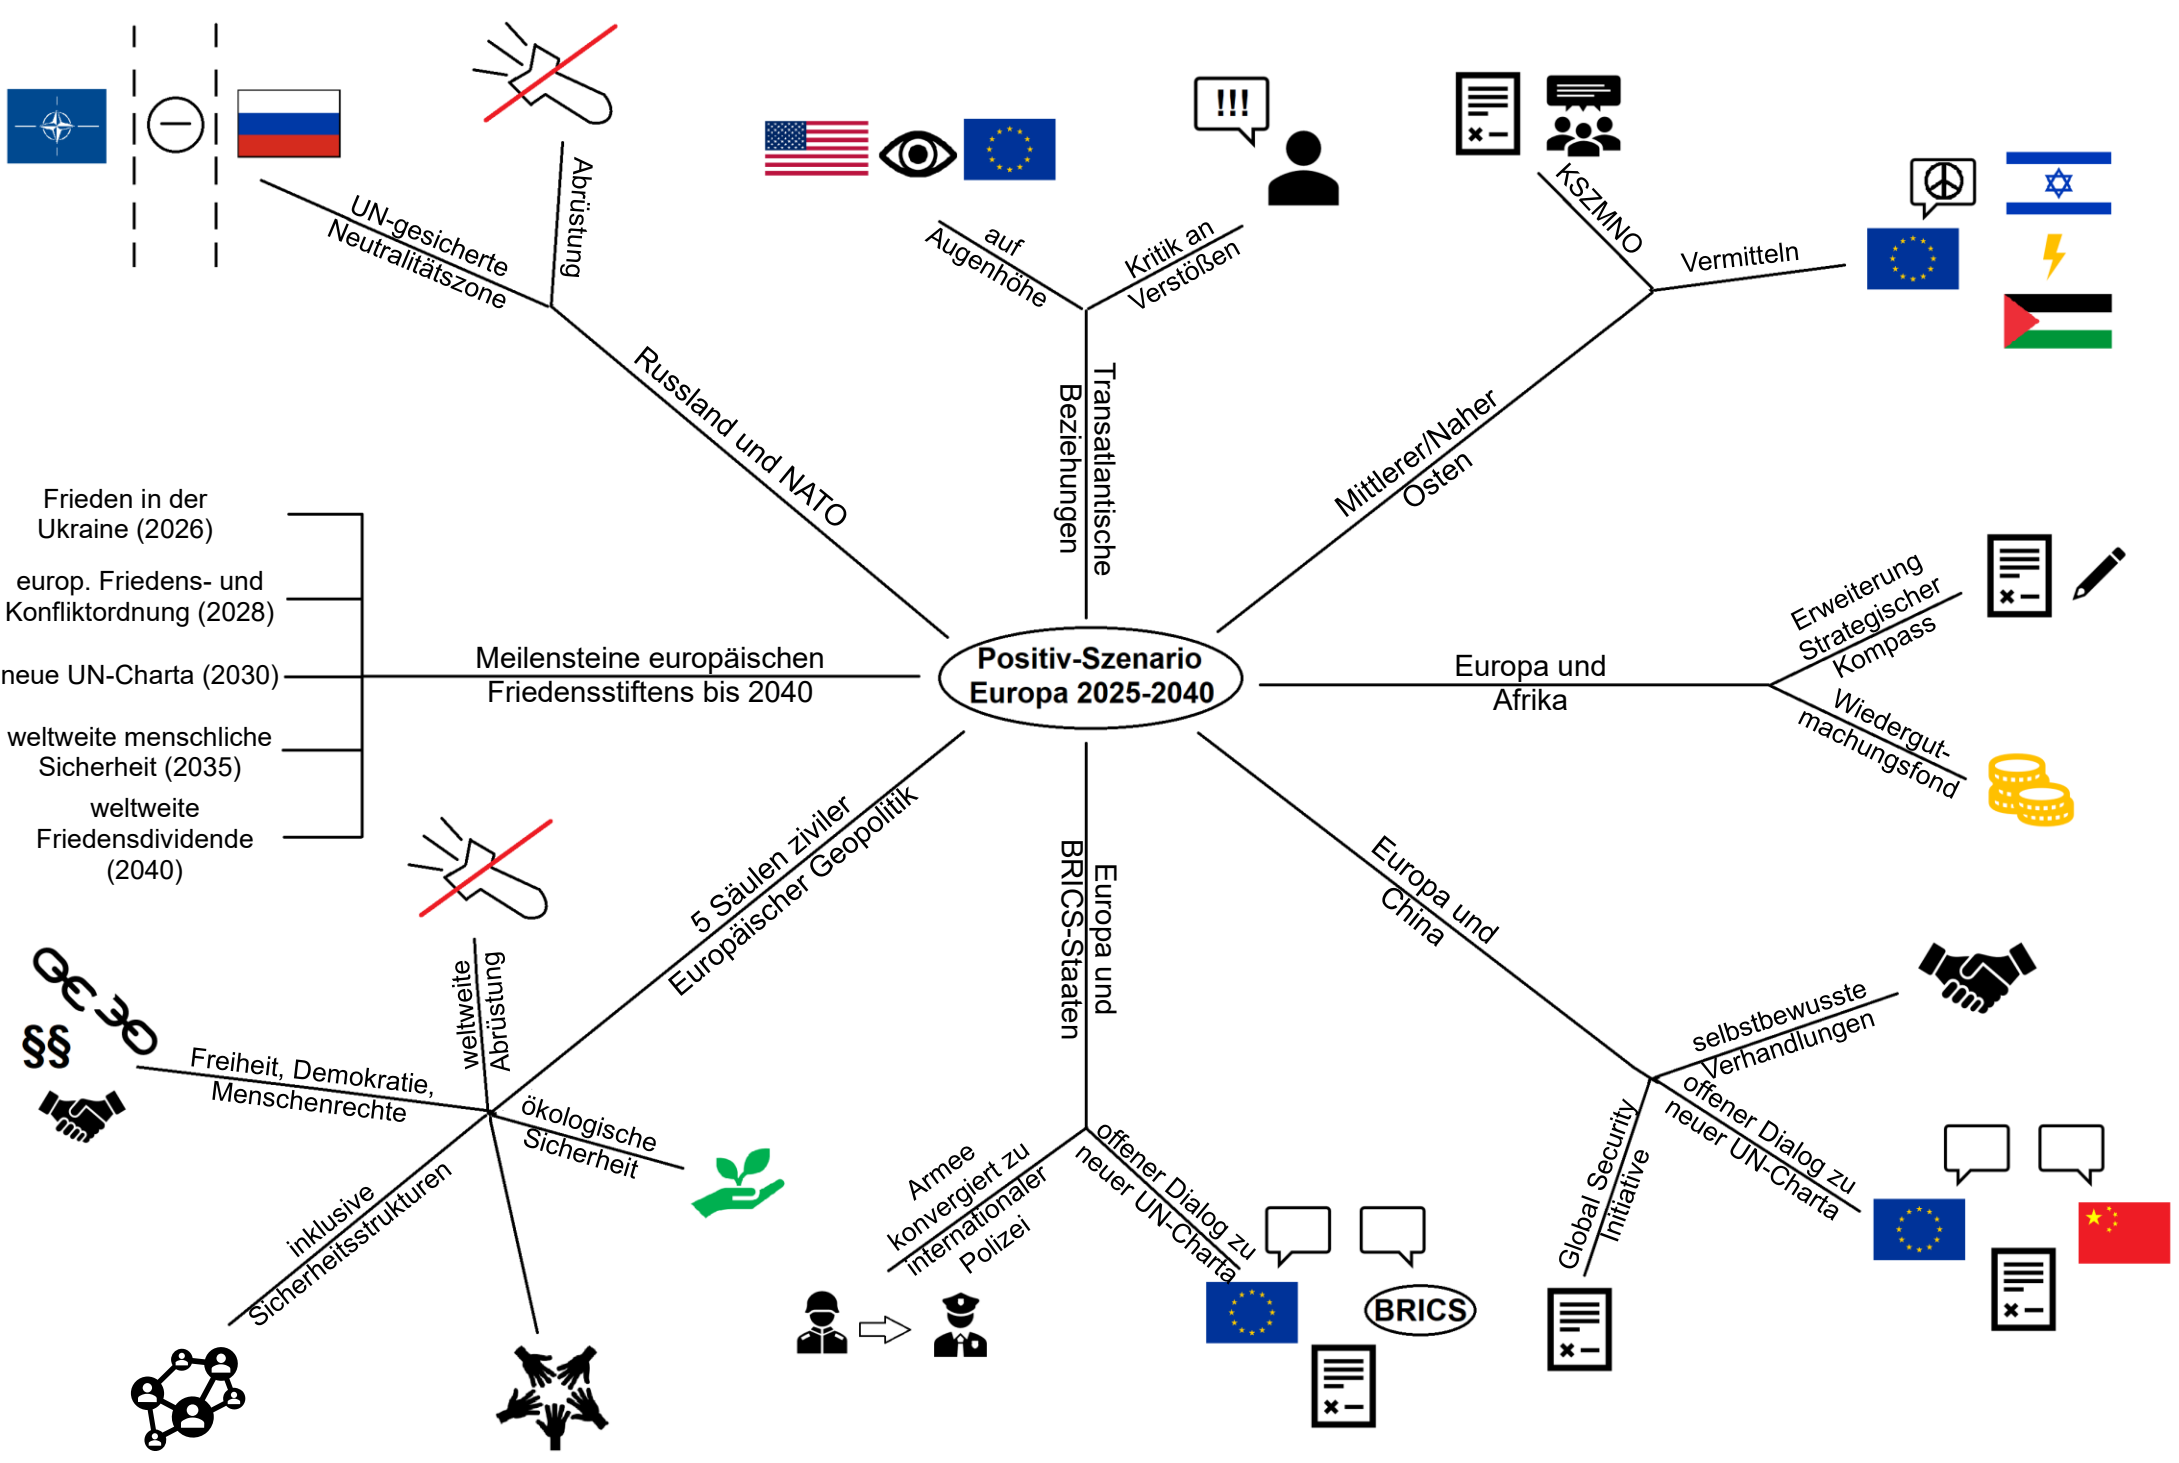 Positiv-Szenario
Europa 2025-2040
Russland und NATO
UN-gesicherte
Neutralitätszone
Abrüstung
Transatlantische
Beziehungen
auf
Augenhöhe
Kritik an
Verstößen
!!!
Mittlerer/Naher
Osten
KSZMNO
Vermitteln
Europa und
Afrika
Erweiterung
Strategischer
Kompass
Wiedergut-
machungsfond
Europa und
China
selbstbewusste
Verhandlungen
offener Dialog zu
neuer UN-Charta
Global Security
Initiative
Europa und
BRICS-Staaten
offener Dialog zu
neuer UN-Charta
BRICS
Armee
konvergiert zu
internationaler
Polizei
5 Säulen ziviler
Europäischer Geopolitik
ökologische
Sicherheit
inklusive
Sicherheitsstrukturen
Freiheit, Demokratie,
Menschenrechte
§§
weltweite
Abrüstung
Meilensteine europäischen
Friedensstiftens bis 2040
Frieden in der
Ukraine (2026)
europ. Friedens- und
Konfliktordnung (2028)
neue UN-Charta (2030)
weltweite menschliche
Sicherheit (2035)
weltweite
Friedensdividende
(2040)